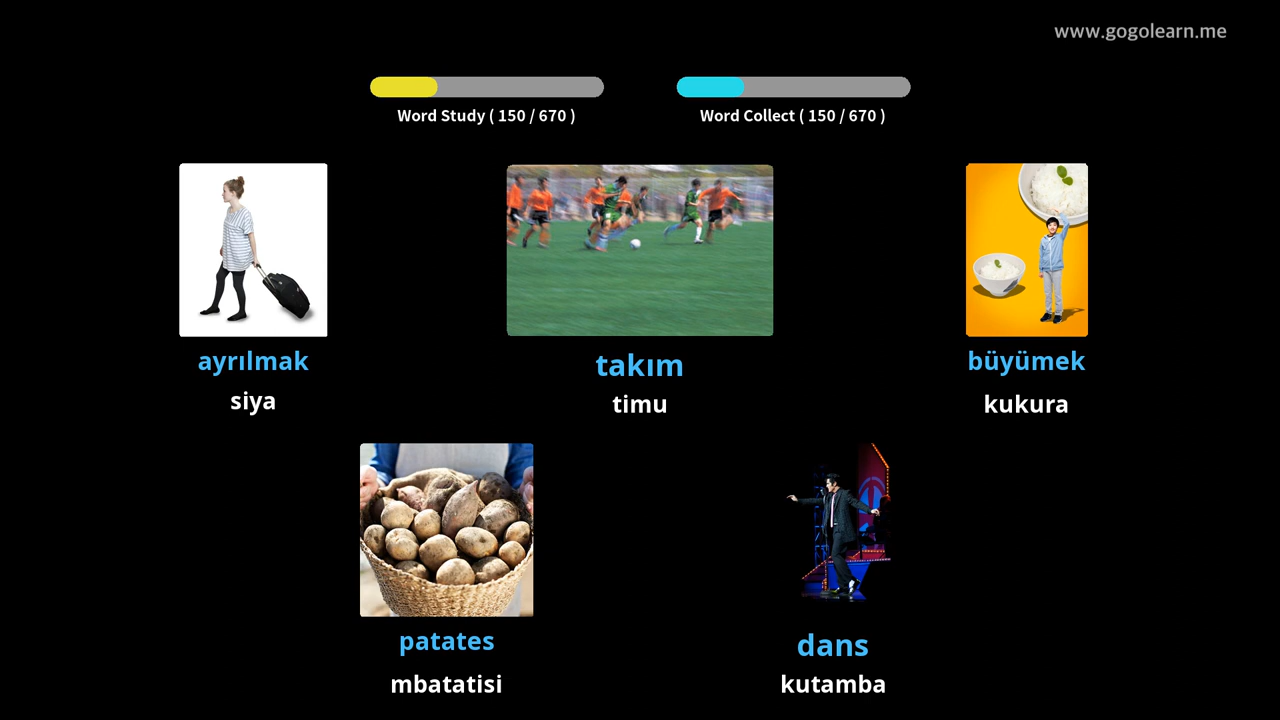 www.gogolearn.me
Word Study ( 150 / 670 )
Word Collect ( 150 / 670 )
ayrılmak
siya
takım
timu
büyümek
kukura
patates
mbatatisi
dans
kutamba